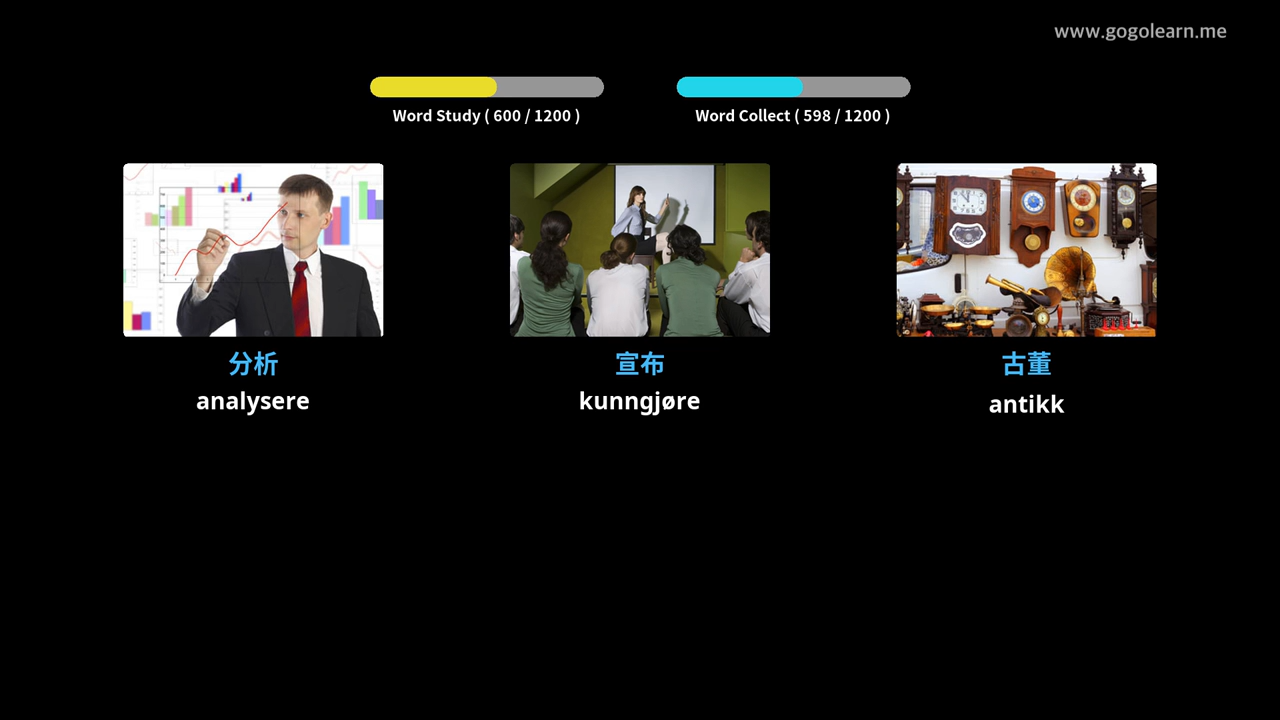 www.gogolearn.me
Word Study ( 600 / 1200 )
Word Collect ( 598 / 1200 )
分析
宣布
古董
analysere
kunngjøre
antikk